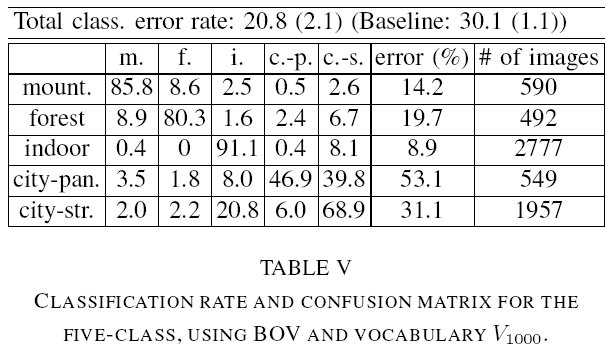 Total class. error rate: 20.8 (2.1) (Baseline: 30.1 (1.1))
m. f. i. c.-p. c.-s. error (%) # of images
mount. 85.8 8.6 2.5 0.5 2.6 14.2 590
forest 8.9 80.3 1.6 2.4 6.7 19.7 492
indoor 0.4 0 91.1 0.4 8.1 8.9 2777
city-pan. 3.5 1.8 8.0 46.9 39.8 53.1 549
city-str. 2.0 2.2 20.8 6.0 68.9 31.1 1957
TABLE V
CLASSIFICATION RATE AND CONFUSION MATRIX FOR THE
FIVE-CLASS, USING BOV AND VOCABULARY V1000.